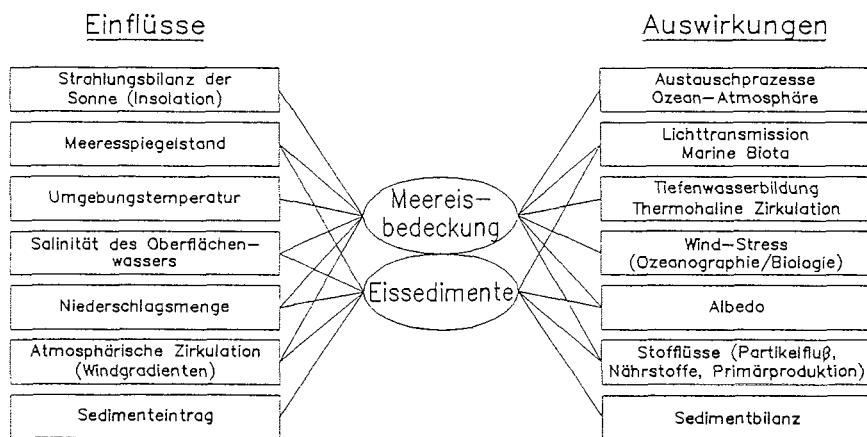 Einflüsse
Strahlungsbilanz der
Sonne (Insolation)
Meeresspiegelstand
Umgebungstemperatur
Salinität des Oberflächen-
wassers
Niederschlagsmenge
Atmosphärische Zirkulation
(Windgradienten)
Sedimenteintrag
Meereis-
bedeckung
Eissedimente
Auswirkungen
Austauschprazesse
Ozean-Atmosphäre
Lichttransmission
Marine Biota
Tiefenwasserbildung
Thermohaline Zirkulation
Wind-Stress
(Ozeanographie/Biologie)
Albedo
Stofflüsse (Partikelfluß,
Nährstoffe, Primärproduktion)
Sedimentbilanz